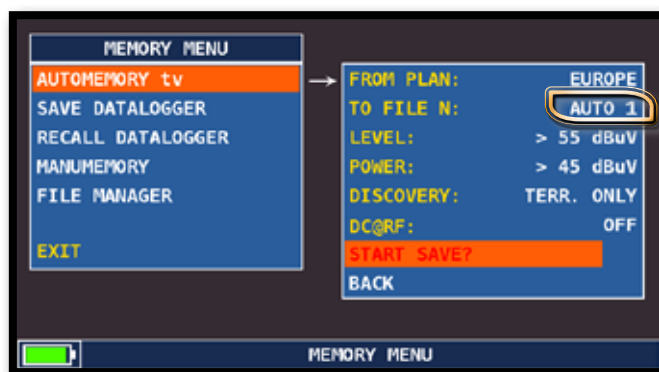 MEMORY MENU
AUTOMEMORY tv
SAVE DATALOGGER
RECALL DATALOGGER
MANUMEMORY
FILE MANAGER
EXIT
FROM PLAN: EUROPE
TO FILE N: AUTO 1
LEVEL: > 55 dBuV
POWER: > 45 dBuV
DISCOVERY: TERR. ONLY
DC@RF: OFF
START SAVE?
BACK
MEMORY MENU